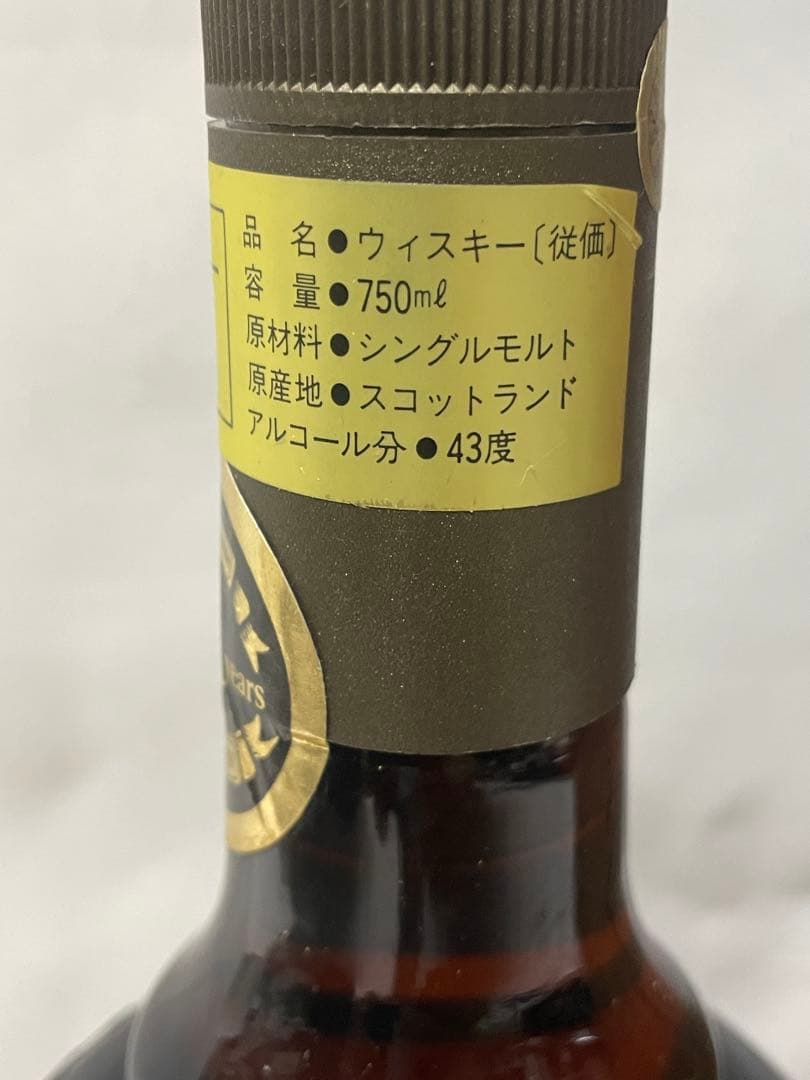 品　名●ウィスキー〔従価〕
容　量●750mℓ
原材料●シングルモルト
原産地●スコットランド
アルコール分●43度
years